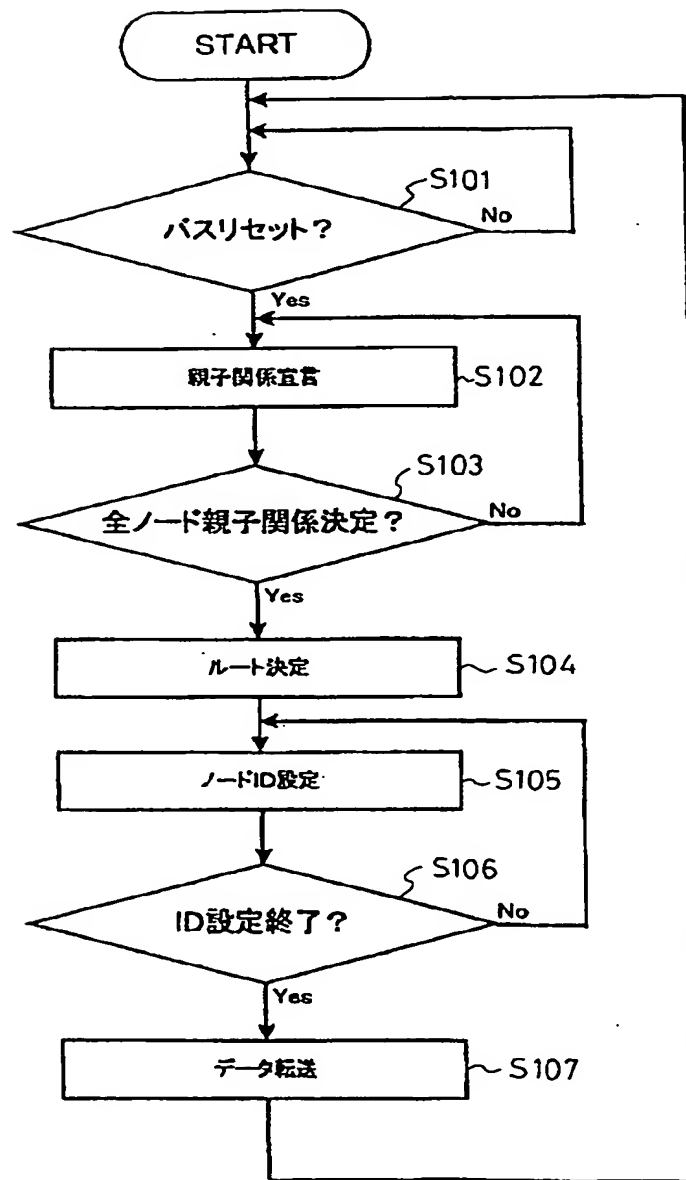 START
S101
バスリセット?
No
Yes
親子関係宣言
S102
S103
全ノード親子関係決定?
No
Yes
ルート決定
S104
ノードID設定
S105
S106
ID設定終了?
No
Yes
データ転送
S107